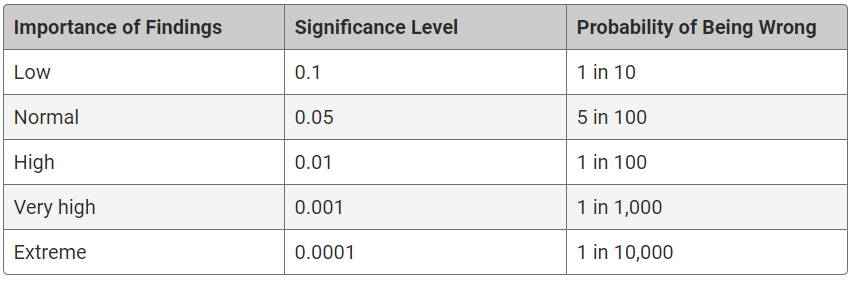 Importance of Findings Significance Level Probability of Being Wrong
Low 0.1 1 in 10
Normal 0.05 5 in 100
High 0.01 1 in 100
Very high 0.001 1 in 1,000
Extreme 0.0001 1 in 10,000